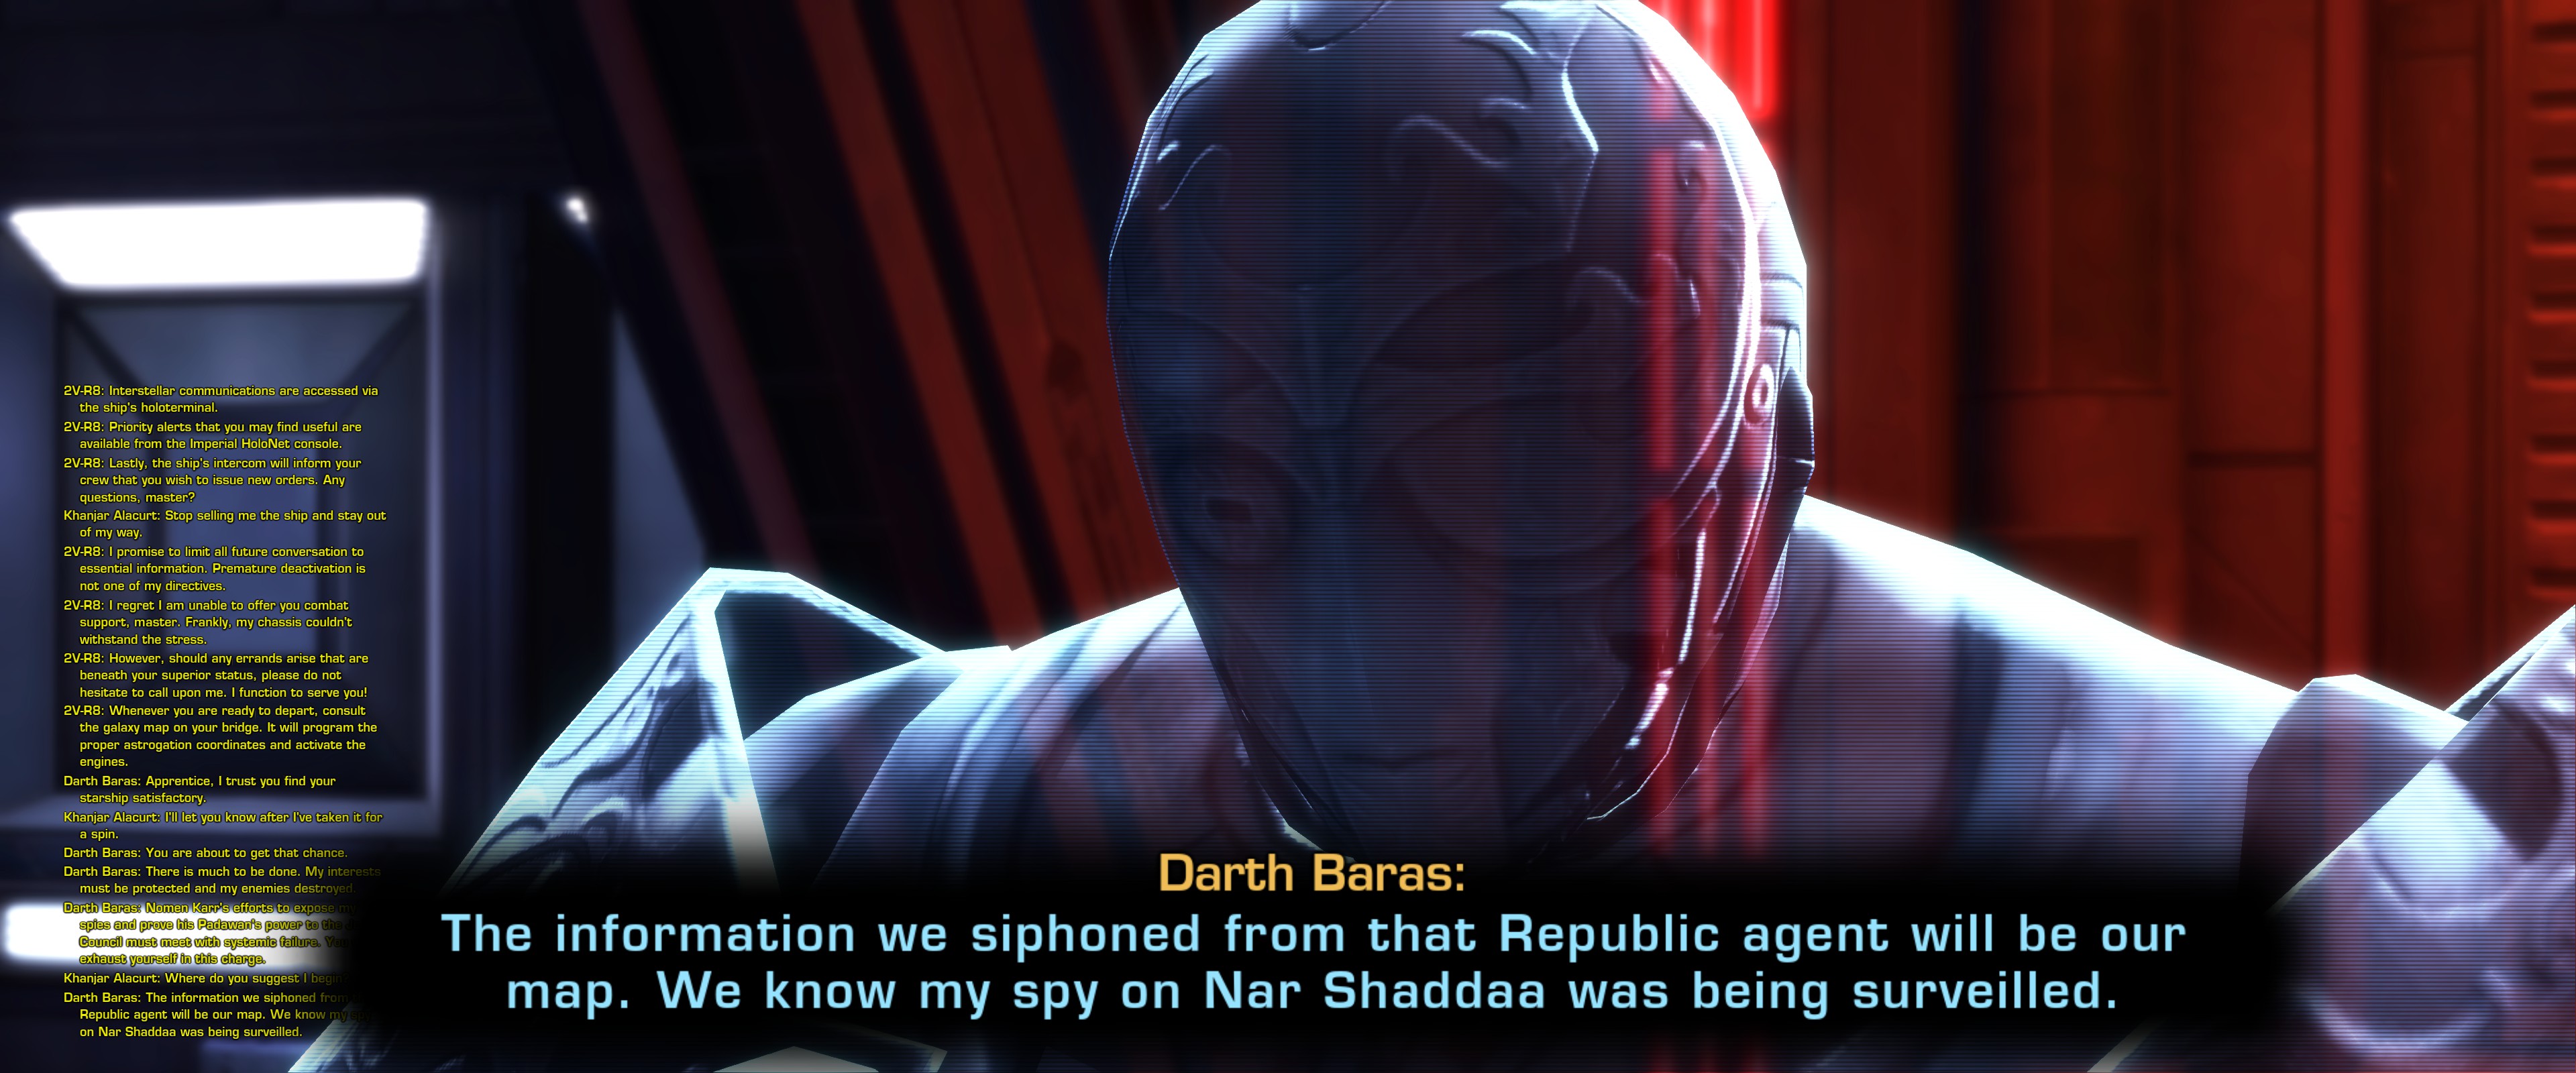 2V-R8: Interstellar communications are accessed via
the ship's holoterminal.
2V-R8: Priority alerts that you may find useful are
available from the Imperial HoloNet console.
2V-R8: Lastly, the ship's intercom will inform your
crew that you wish to issue new orders. Any
questions, master?
Khanjar Alacurt: Stop selling me the ship and stay out
of my way.
2V-R8: I promise to limit all future conversation to
essential information. Premature deactivation is
not one of my directives.
2V-R8: I regret I am unable to offer you combat
support, master. Frankly, my chassis couldn't
withstand the stress.
2V-R8: However, should any errands arise that are
beneath your superior status, please do not
hesitate to call upon me. I function to serve you!
2V-R8: Whenever you are ready to depart, consult
the galaxy map on your bridge. It will program the
proper astrogation coordinates and activate the
engines.
Darth Baras: Apprentice, I trust you find your
starship satisfactory.
Khanjar Alacurt: I'll let you know after I've taken it for
a spin.
Darth Baras: You are about to get that chance.
Darth Baras: There is much to be done. My interests
must be protected and my enemies destroyed.
Darth Baras: Nomen Karr's efforts to expose my
spies and prove his Padawan's power to the
Council must meet with systemic failure. You
exhaust yourself in this charge.
Khanjar Alacurt: Where do you suggest I begin
Darth Baras: The information we siphoned from
Republic agent will be our map. We know my
on Nar Shaddaa was being surveilled.
Darth Baras:
The information we siphoned from that Republic agent will be our
map. We know my spy on Nar Shaddaa was being surveilled.